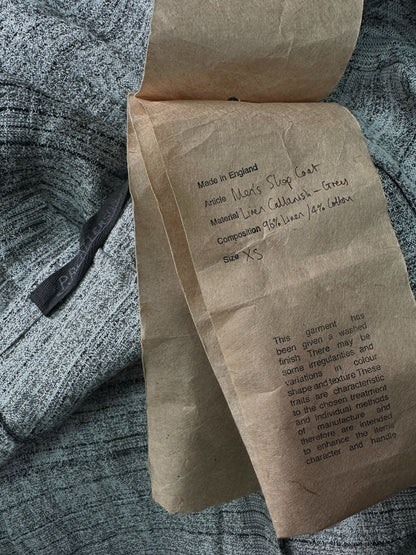 Made in England
Article Men's Shop Coat
Material Linen Callanish - Grey
Composition 96% Linen / 4% Cotton
Size XS
This garment has
been given a washed
finish There may be
some irregularities and
variations in colour
shape and texture These
traits are characteristic
to the chosen treatment
and individual methods
of manufacture and
therefore are intended
to enhance the items
character and handle